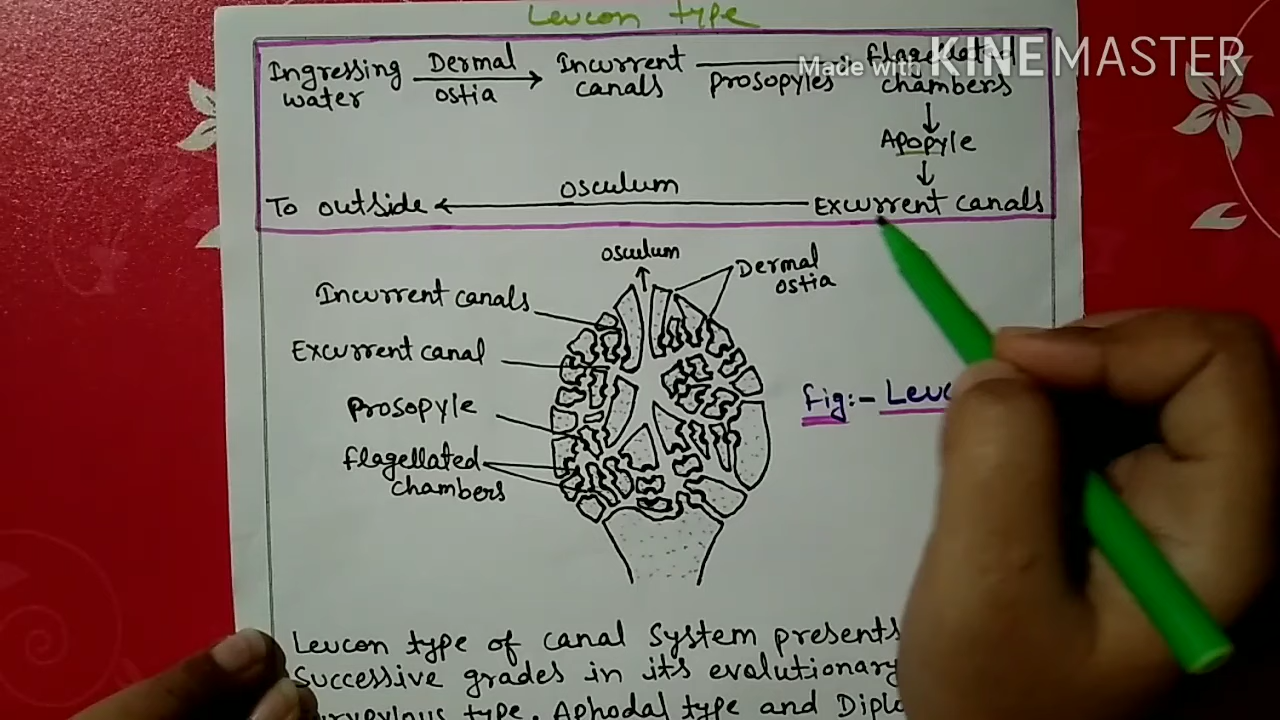 Leucon type
Ingressing water Dermal ostia Incurrent canals prosopyles flagellated chambers
Made with KINEMASTER
Apopyle
To outside osculum Excurrent canals
osculum
Dermal ostia
Incurrent canals
Excurrent canal
Prosopyle
flagellated chambers
Fig:- Leuc
Leucon type of canal System presents
Successive grades in its evolutionary
type, Aphodal type and Diplo